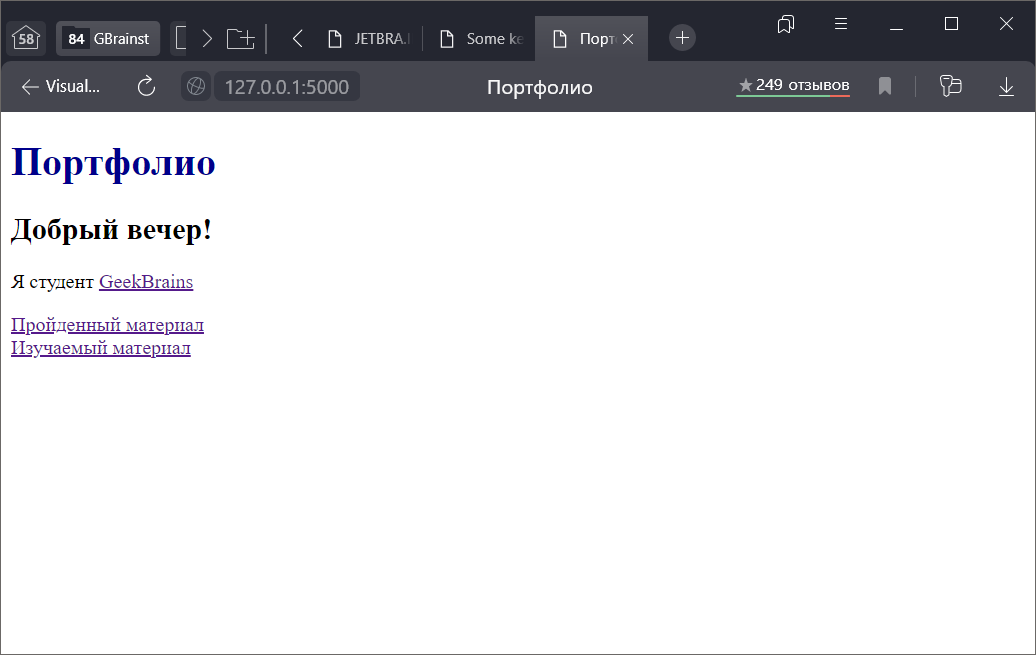 58 84 GBrainst JETBRA. Some ke Порт
Visual... 127.0.0.1:5000 Портфолио 249 отзывов
Портфолио
Добрый вечер!
Я студент GeekBrains
Пройденный материал
Изучаемый материал